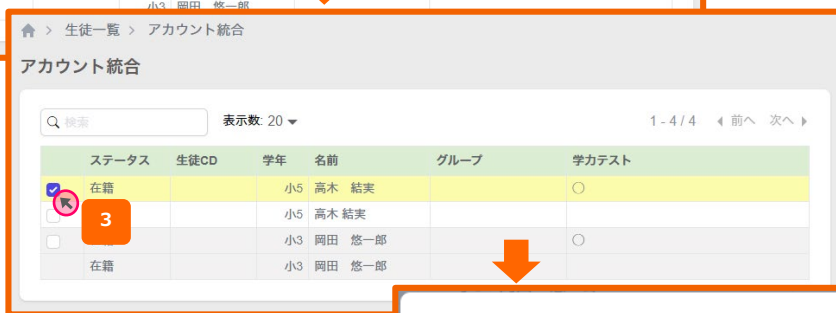 小3 岡田 悠一郎
> 生徒一覧 > アカウント統合
アカウント統合
検索 表示数: 20 1 - 4 / 4 前へ 次へ
ステータス 生徒CD 学年 名前 グループ 学力テスト
在籍 小5 高木 結実 〇
3 小5 高木 結実
小3 岡田 悠一郎 〇
在籍 小3 岡田 悠一郎